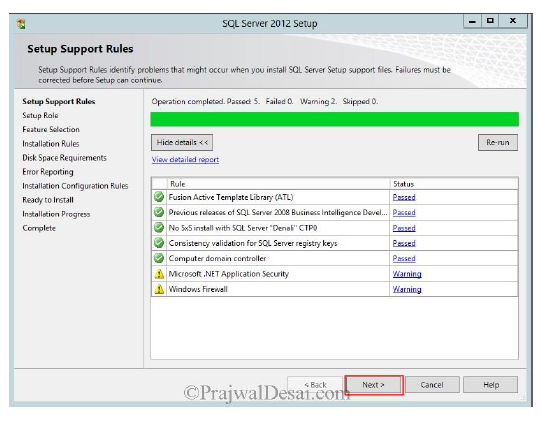 SQL Server 2012 Setup
Setup Support Rules
Setup Support Rules identify problems that might occur when you install SQL Server Setup support files. Failures must be
corrected before Setup can continue.
Setup Support Rules
Setup Role
Feature Selection
Installation Rules
Disk Space Requirements
Error Reporting
Installation Configuration Rules
Ready to Install
Installation Progress
Complete
Operation completed. Passed: 5. Failed 0. Warning 2. Skipped 0.
Hide details <<
Re-run
View detailed report
Rule Status
Fusion Active Template Library (ATL) Passed
Previous releases of SQL Server 2008 Business Intelligence Devel... Passed
No SxS install with SQL Server "Denali" CTP0 Passed
Consistency validation for SQL Server registry keys Passed
Computer domain controller Passed
Microsoft .NET Application Security Warning
Windows Firewall Warning
< Back Next > Cancel Help
©PrajwalDesai.com